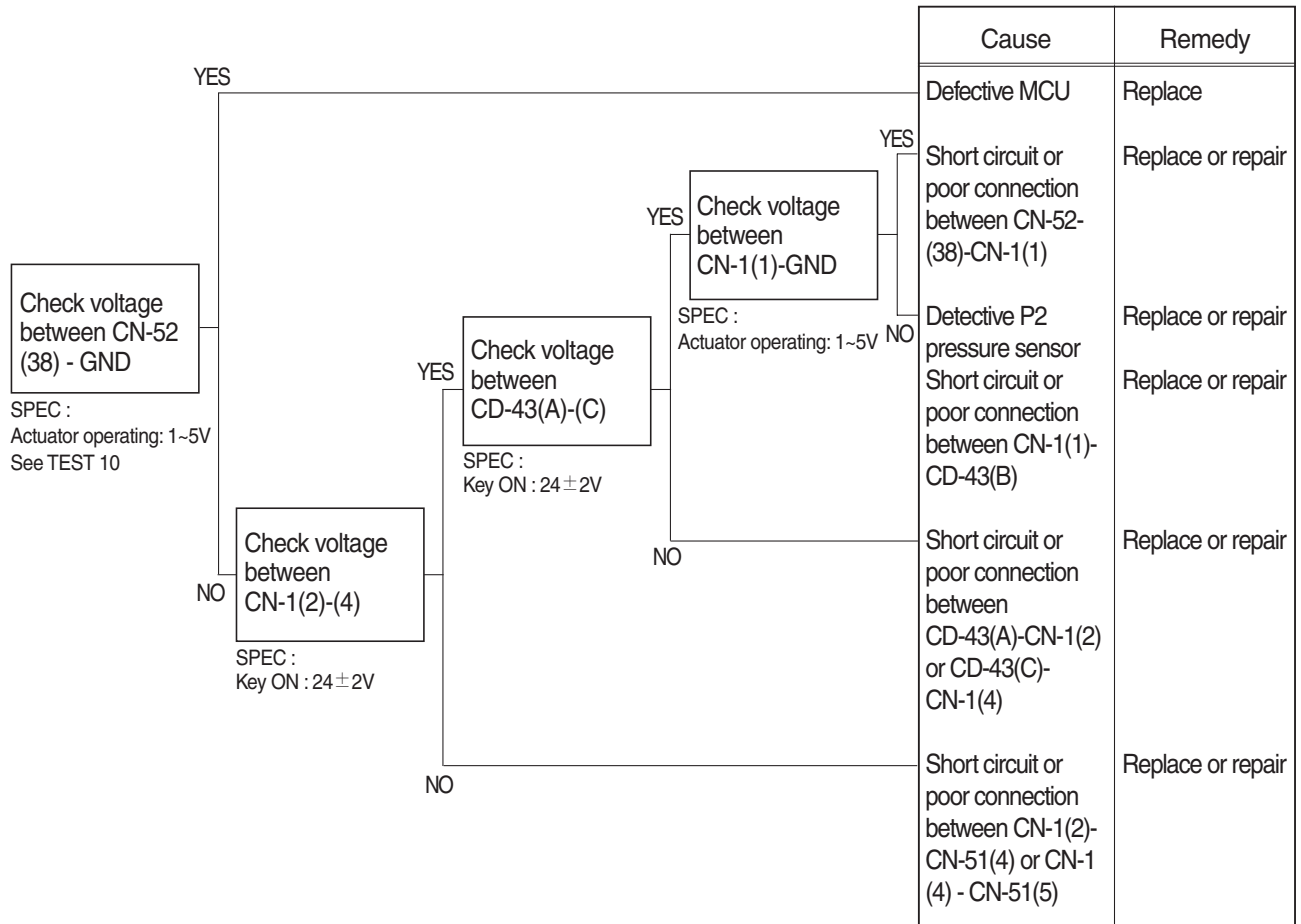 Cause
Remedy
YES
Defective MCU
Replace
YES
Short circuit or
poor connection
between CN-52-
(38)-CN-1(1)
Replace or repair
YES
Check voltage
between
CN-1(1)-GND
SPEC :
Actuator operating: 1~5V
NO
Detective P2
pressure sensor
Replace or repair
Short circuit or
poor connection
between CN-1(1)-
CD-43(B)
Replace or repair
Check voltage
between CN-52
(38) - GND
SPEC :
Actuator operating: 1~5V
See TEST 10
YES
Check voltage
between
CD-43(A)-(C)
SPEC :
Key ON : 24±2V
NO
Short circuit or
poor connection
between
CD-43(A)-CN-1(2)
or CD-43(C)-
CN-1(4)
Replace or repair
NO
Check voltage
between
CN-1(2)-(4)
SPEC :
Key ON : 24±2V
NO
Short circuit or
poor connection
between CN-1(2)-
CN-51(4) or CN-1
(4) - CN-51(5)
Replace or repair